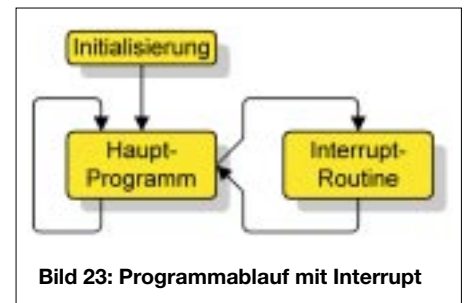 Initialisierung
Haupt-
Programm
Interrupt-
Routine
Bild 23: Programmablauf mit Interrupt